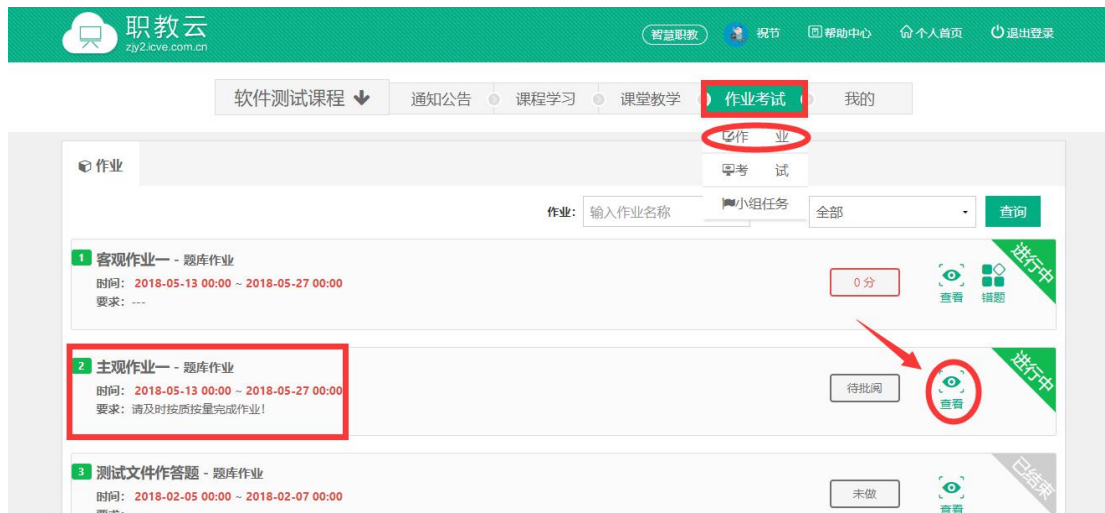 职教云
zjy2.icve.com.cn
智慧职教 祝节 帮助中心 个人首页 退出登录
软件测试课程 通知公告 课程学习 课堂教学 作业考试 我的
作 业
考 试
小组任务
作业
作业: 输入作业名称 全部 查询
1 客观作业一 - 题库作业
时间: 2018-05-13 00:00 ~ 2018-05-27 00:00
要求: ---
0 分
查看 错题
进行中
2 主观作业一 - 题库作业
时间: 2018-05-13 00:00 ~ 2018-05-27 00:00
要求: 请及时按质按量完成作业!
待批阅
查看
进行中
3 测试文件作答题 - 题库作业
时间: 2018-02-05 00:00 ~ 2018-02-07 00:00
未做
查看
已结束